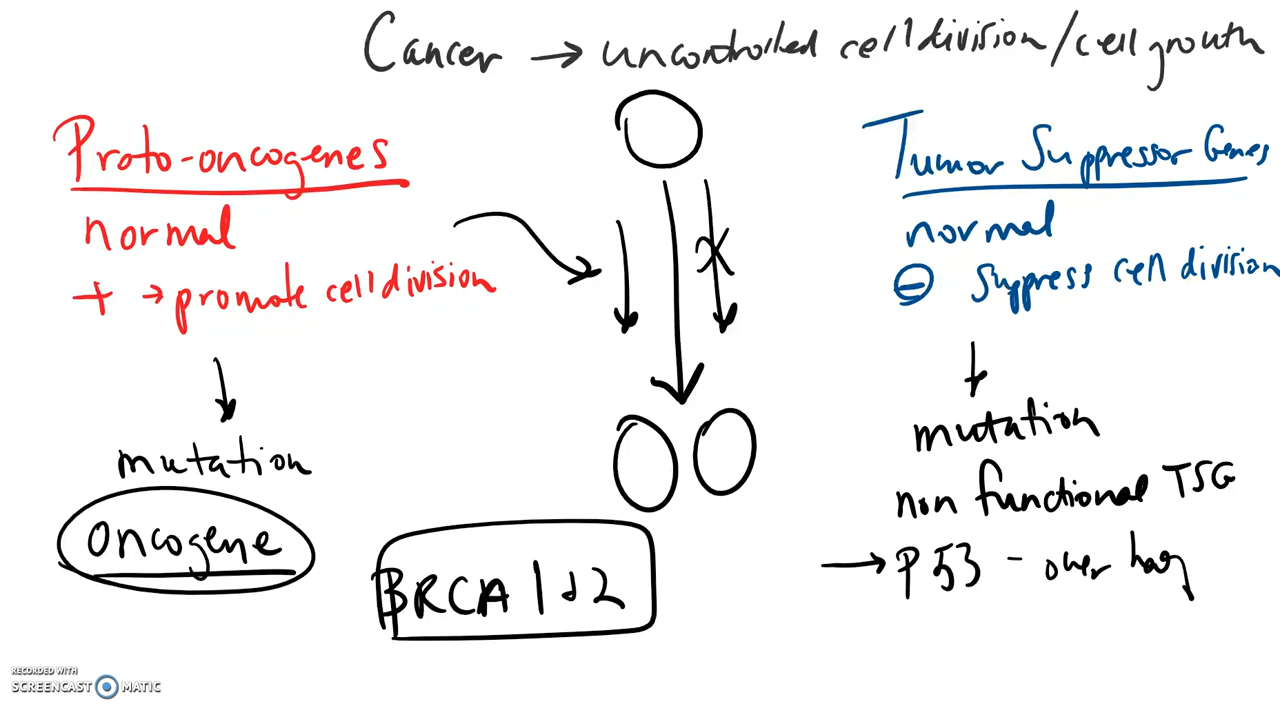 Cancer → uncontrolled cell division/cell growth
Proto-oncogenes
normal
+ → promote cell division
mutation
oncogene
BRCA 1 & 2
Tumor Suppressor Genes
normal
⊖ Suppress cell division
mutation
non functional TSG
→ P53 - over
RECORDED WITH
SCREENCAST MATIC